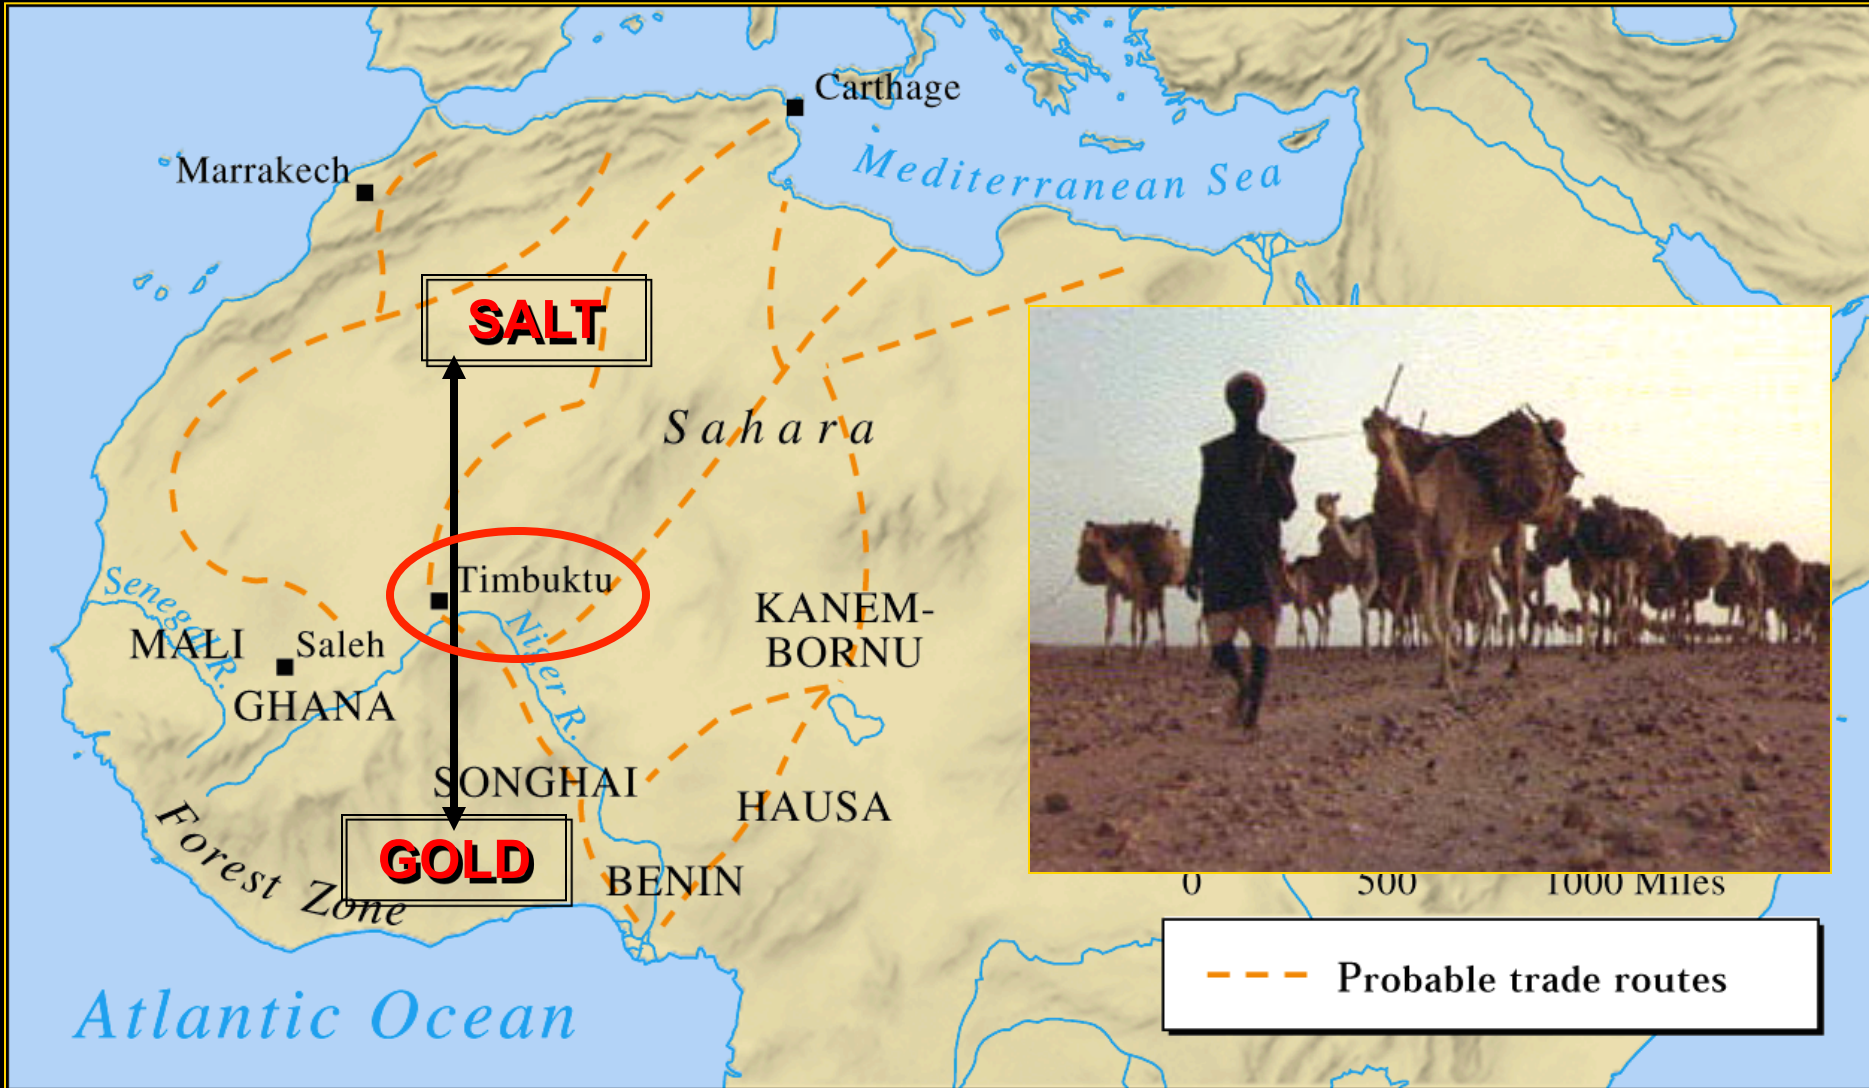 Carthage
Marrakech
Mediterranean Sea
SALT
Sahara
Timbuktu
Senegal R.
MALI
Saleh
Niger R.
KANEM-
BORNU
GHANA
SONGHAI
HAUSA
Forest Zone
GOLD
BENIN
0 500 1000 Miles
Probable trade routes
Atlantic Ocean